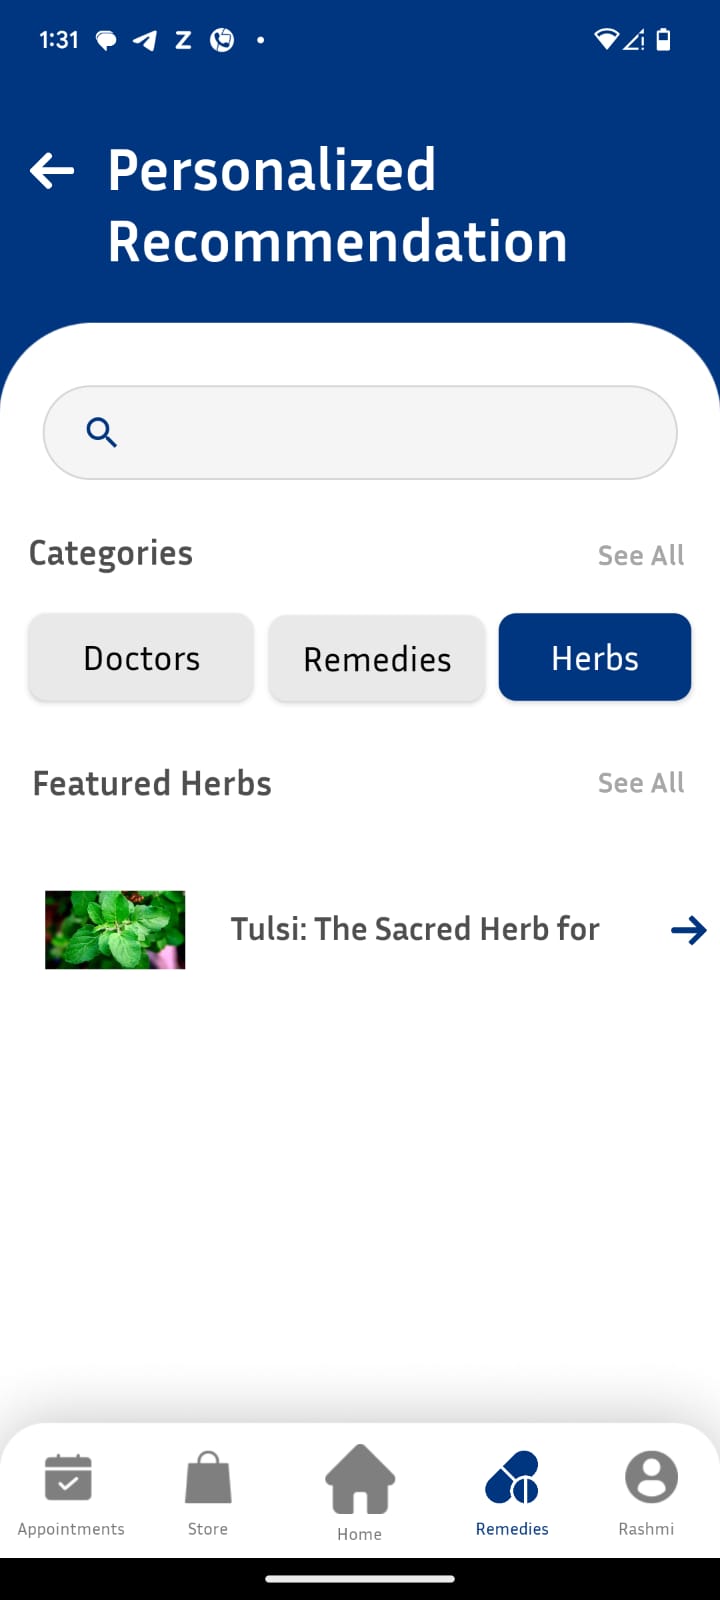 1:31
Personalized
Recommendation
Categories
See All
Doctors
Remedies
Herbs
Featured Herbs
See All
Tulsi: The Sacred Herb for
Appointments
Store
Home
Remedies
Rashmi